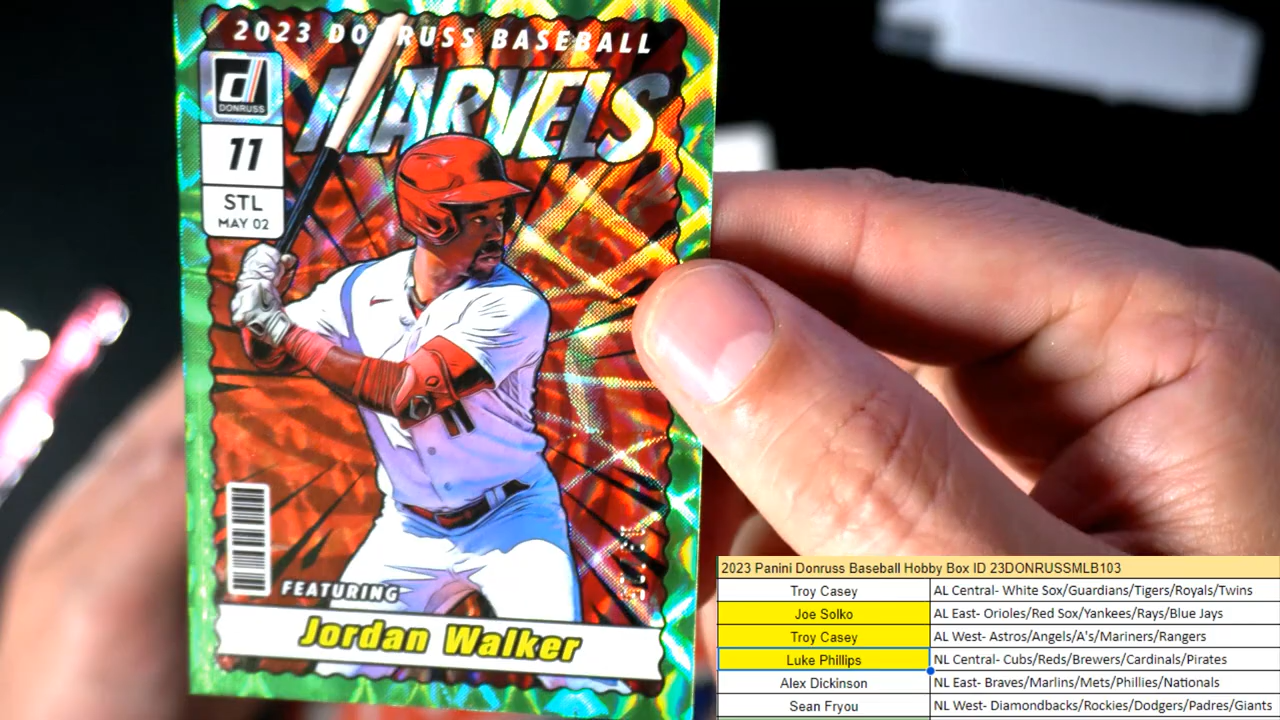 2023 DONRUSS BASEBALL
MARVELS
d
DONRUSS
11
STL
MAY 02
11
FEATURING
Jordan Walker
2023 Panini Donruss Baseball Hobby Box ID 23DONRUSSMLB103
Troy Casey AL Central- White Sox/Guardians/Tigers/Royals/Twins
Joe Solko AL East- Orioles/Red Sox/Yankees/Rays/Blue Jays
Troy Casey AL West- Astros/Angels/A's/Mariners/Rangers
Luke Phillips NL Central- Cubs/Reds/Brewers/Cardinals/Pirates
Alex Dickinson NL East- Braves/Marlins/Mets/Phillies/Nationals
Sean Fryou NL West- Diamondbacks/Rockies/Dodgers/Padres/Giants